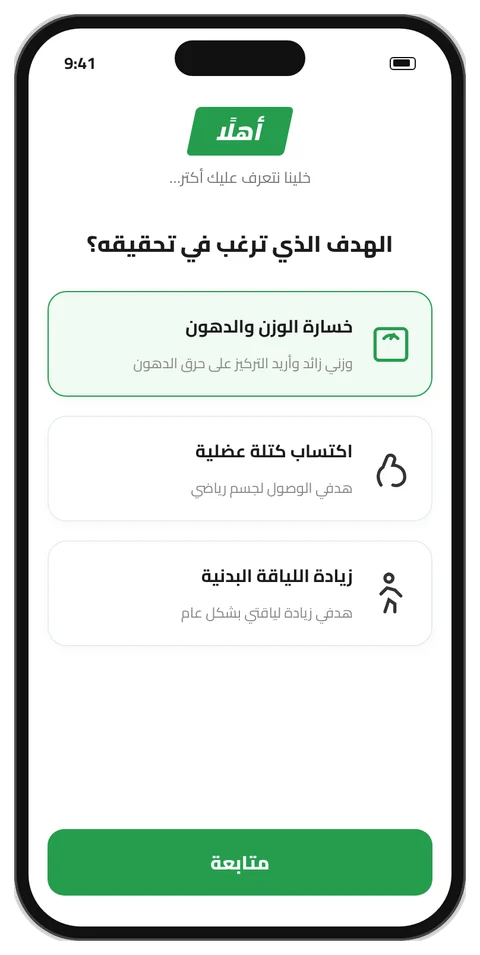 9:41
أهلًا
خلينا نتعرف عليك أكتر...
الهدف الذي ترغب في تحقيقه؟
خسارة الوزن والدهون
وزني زائد وأريد التركيز على حرق الدهون
اكتساب كتلة عضلية
هدفي الوصول لجسم رياضي
زيادة اللياقة البدنية
هدفي زيادة لياقتي بشكل عام
متابعة